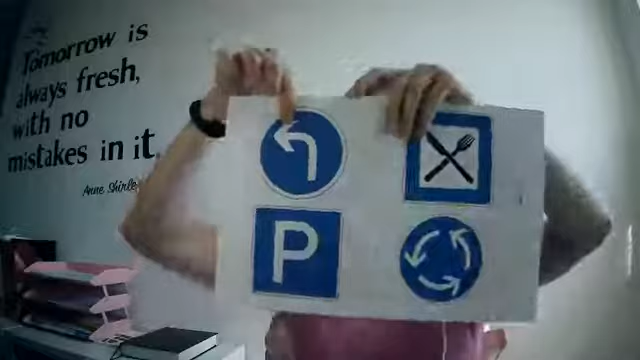 Tomorrow is
always fresh,
with no
mistakes in it.
Anne Shirley
P